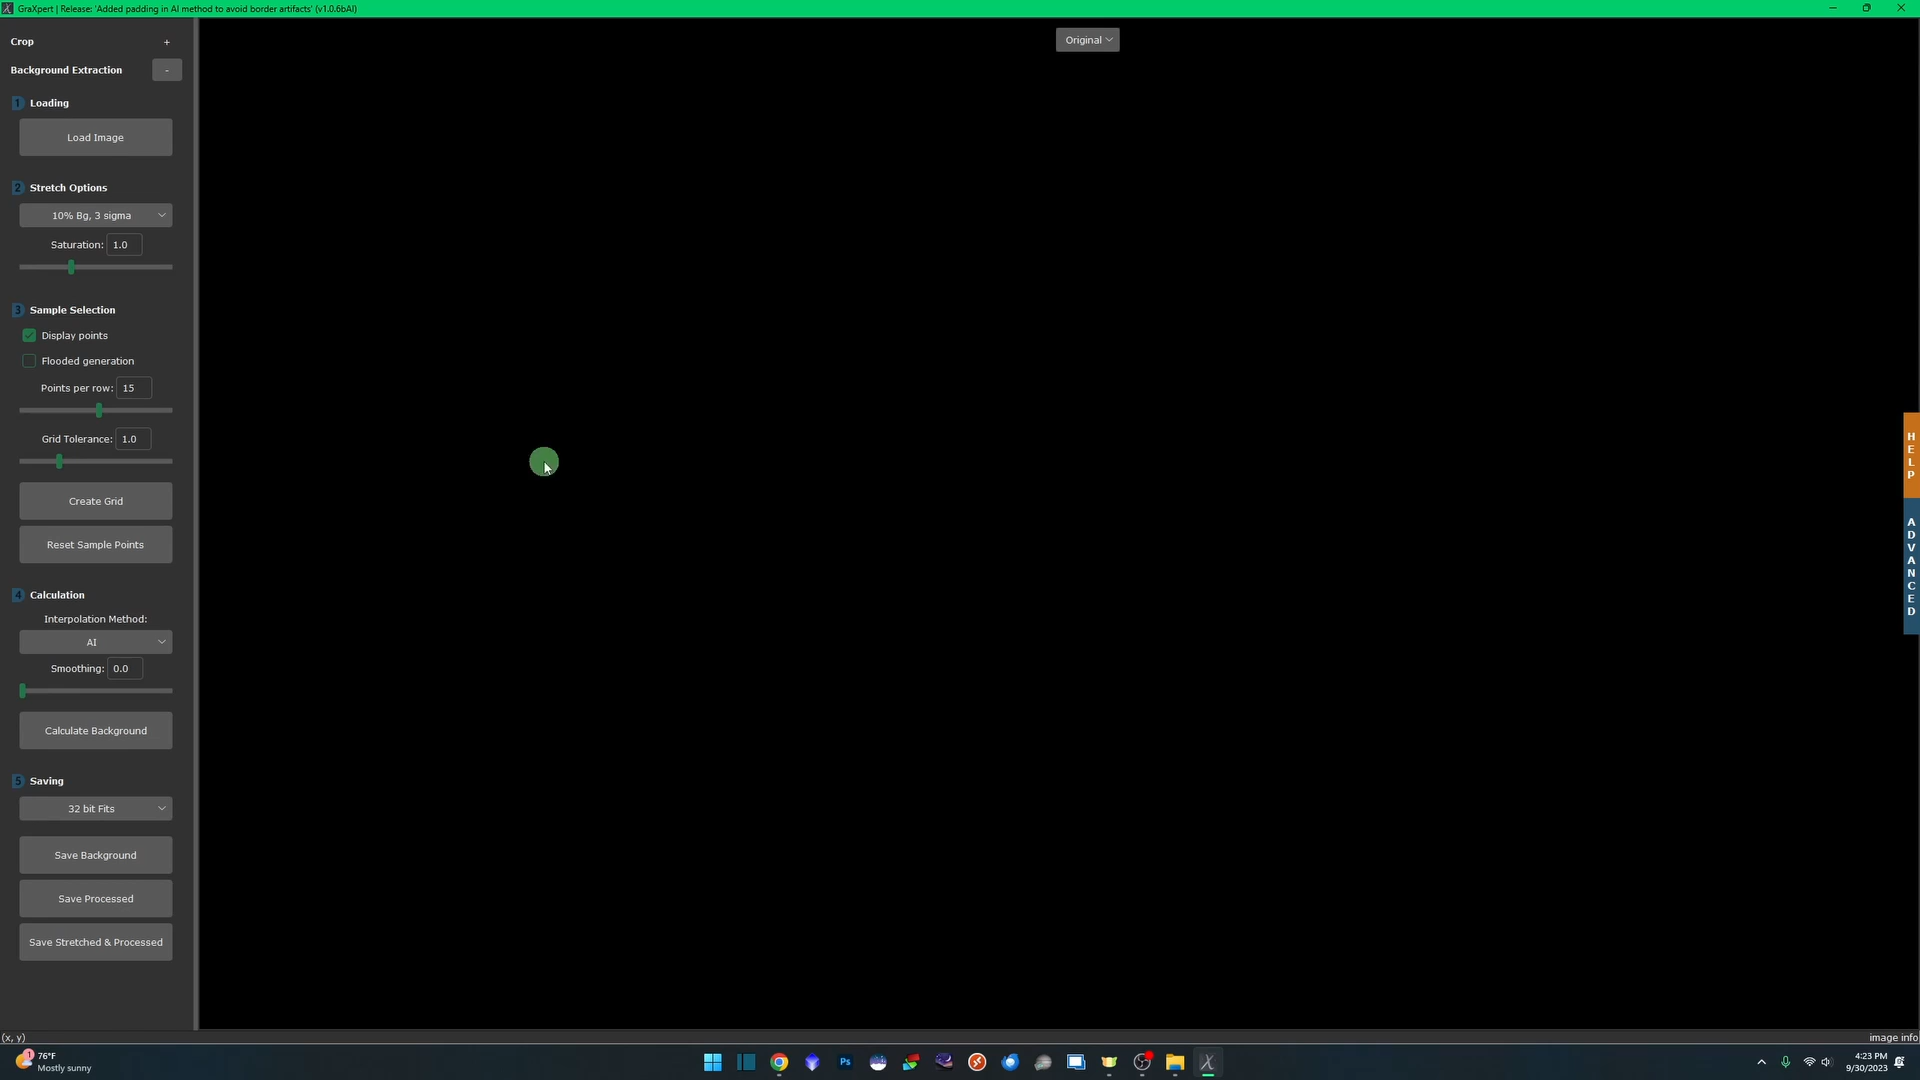 GraXpert | Release: 'Added padding in AI method to avoid border artifacts' (v1.0.6bAI)
Crop +
Original
Background Extraction -
1 Loading
Load Image
2 Stretch Options
10% Bg, 3 sigma
Saturation: 1.0
3 Sample Selection
Display points
Flooded generation
Points per row: 15
Grid Tolerance: 1.0
Create Grid
Reset Sample Points
4 Calculation
Interpolation Method:
AI
Smoothing: 0.0
Calculate Background
5 Saving
32 bit Fits
Save Background
Save Processed
Save Stretched & Processed
HELP
ADVANCED
(x, y)
image info
1
76°F
Mostly sunny
Ps
4:23 PM
9/30/2023